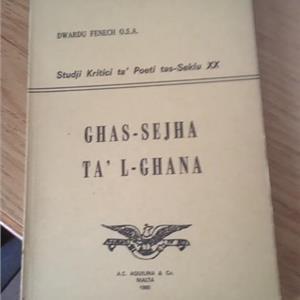 DWARDU FENECH O.S.A.
Studji Kritici ta' Poeti tas-Seklu XX
GHAS-SEJHA
TA' L-GHANA
A.C. AQUILINA & Co.
MALTA